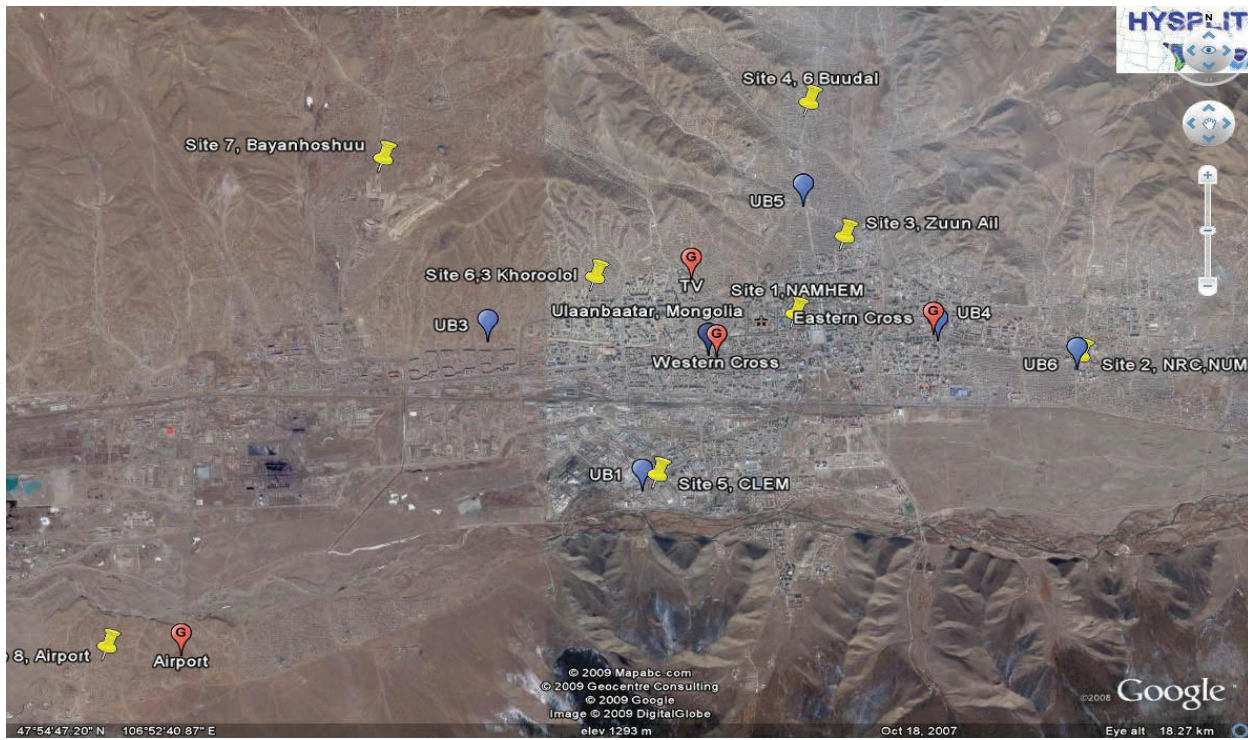 HYSPLIT
N
Site 4, 6 Buudal
Site 7, Bayanhoshuu
UB5
Site 3, Zuun Ail
Site 6,3 Khoroolol
G
TV
Site 1,NAMHEM
Ulaanbaatar, Mongolia
UB3
G
Eastern Cross
UB4
G
Western Cross
UB6
Site 2, NRC,NUM
UB1
Site 5, CLEM
8, Airport
G
Airport
© 2009 Mapabc.com
© 2009 Geocentre Consulting
© 2009 Google
Image © 2009 DigitalGlobe
©2008 Google
47°54'47.20" N 106°52'40.87" E
elev 1293 m
Oct 18, 2007
Eye alt 18.27 km